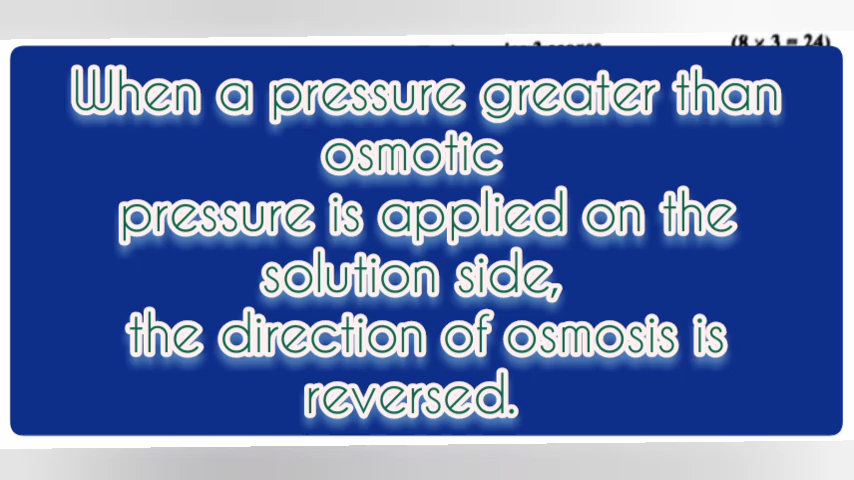 (8 × 3 = 24)
When a pressure greater than
osmotic
pressure is applied on the
solution side,
the direction of osmosis is
reversed.